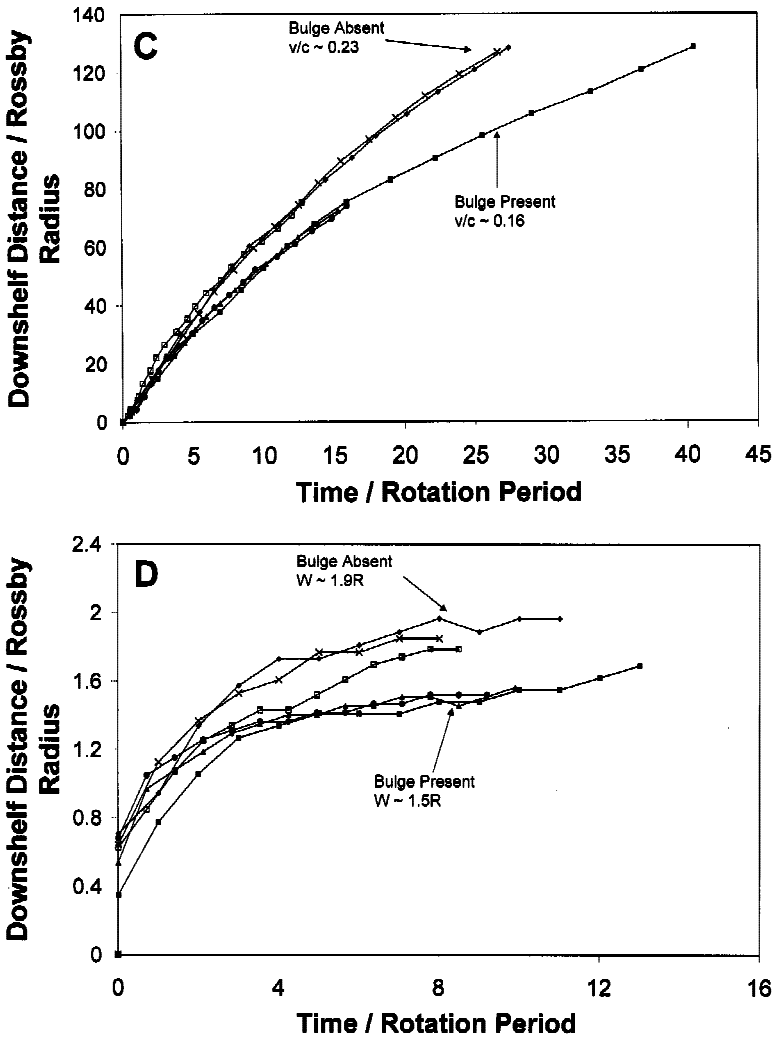 C
Bulge Absent
v/c ~ 0.23
Bulge Present
v/c ~ 0.16
Downshelf Distance / Rossby
Radius
140
120
100
80
60
40
20
0
0 5 10 15 20 25 30 35 40 45
Time / Rotation Period
D
Bulge Absent
W ~ 1.9R
Bulge Present
W ~ 1.5R
Downshelf Distance / Rossby
Radius
2.4
2
1.6
1.2
0.8
0.4
0
0 4 8 12 16
Time / Rotation Period